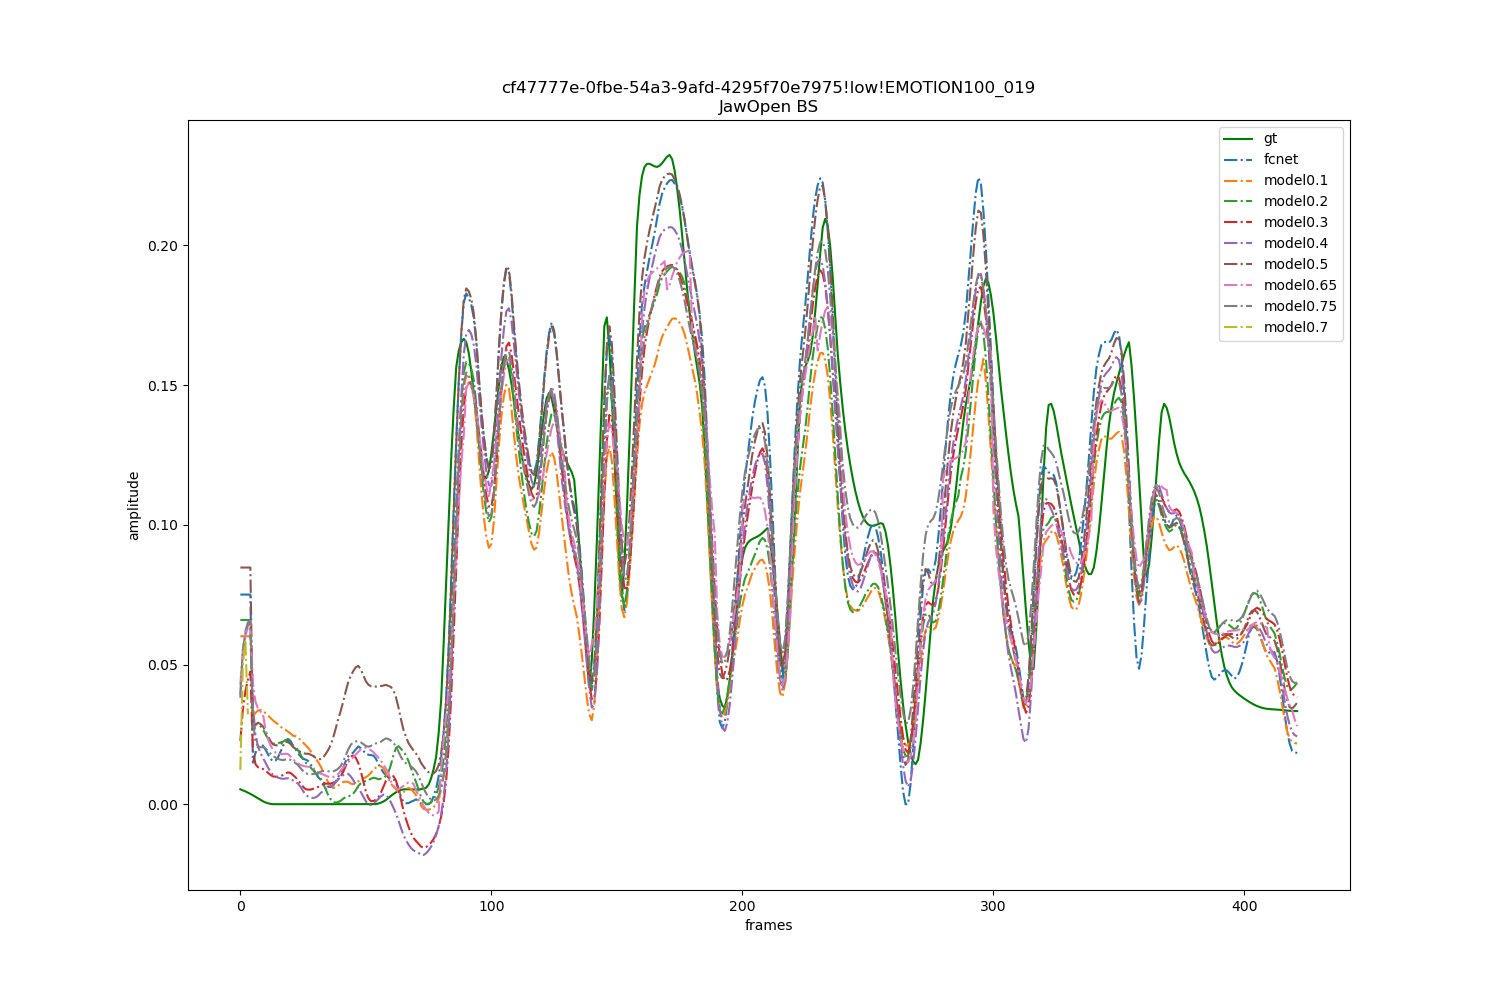 cf47777e-0fbe-54a3-9afd-4295f70e7975!low!EMOTION100_019
JawOpen BS
gt
fcnet
model0.1
model0.2
model0.3
model0.4
model0.5
model0.65
model0.75
model0.7
0.20
0.15
0.10
0.05
0.00
amplitude
0
100
200
300
400
frames